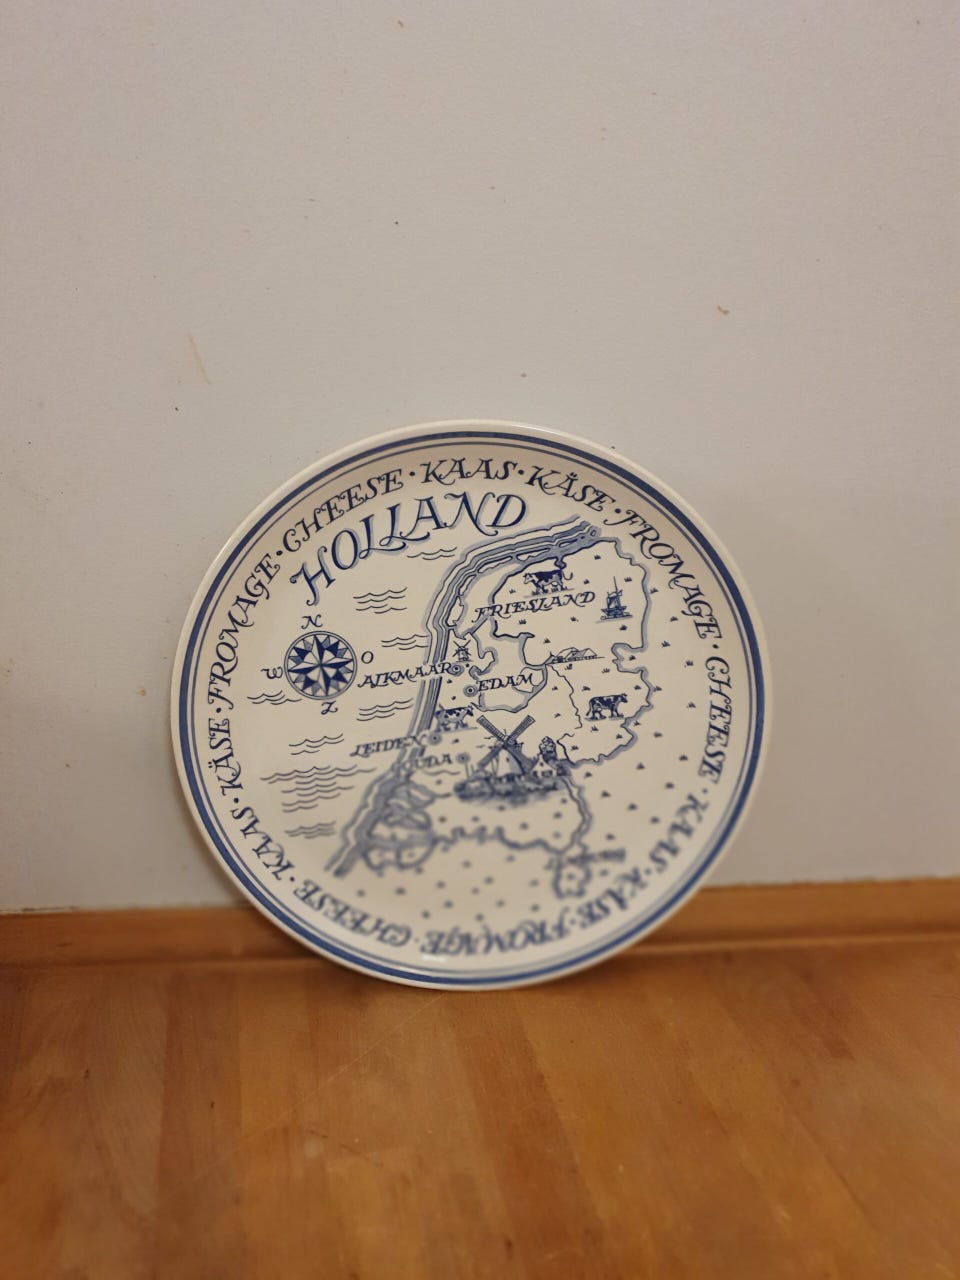 CHEESE · KAAS · KÄSE · FROMAGE · CHEESE · KAAS · KÄSE · FROMAGE · CHEESE · KAAS · KÄSE · FROMAGE ·
HOLLAND
N
W
O
Z
FRIESLAND
ALKMAAR
EDAM
LEIDEN